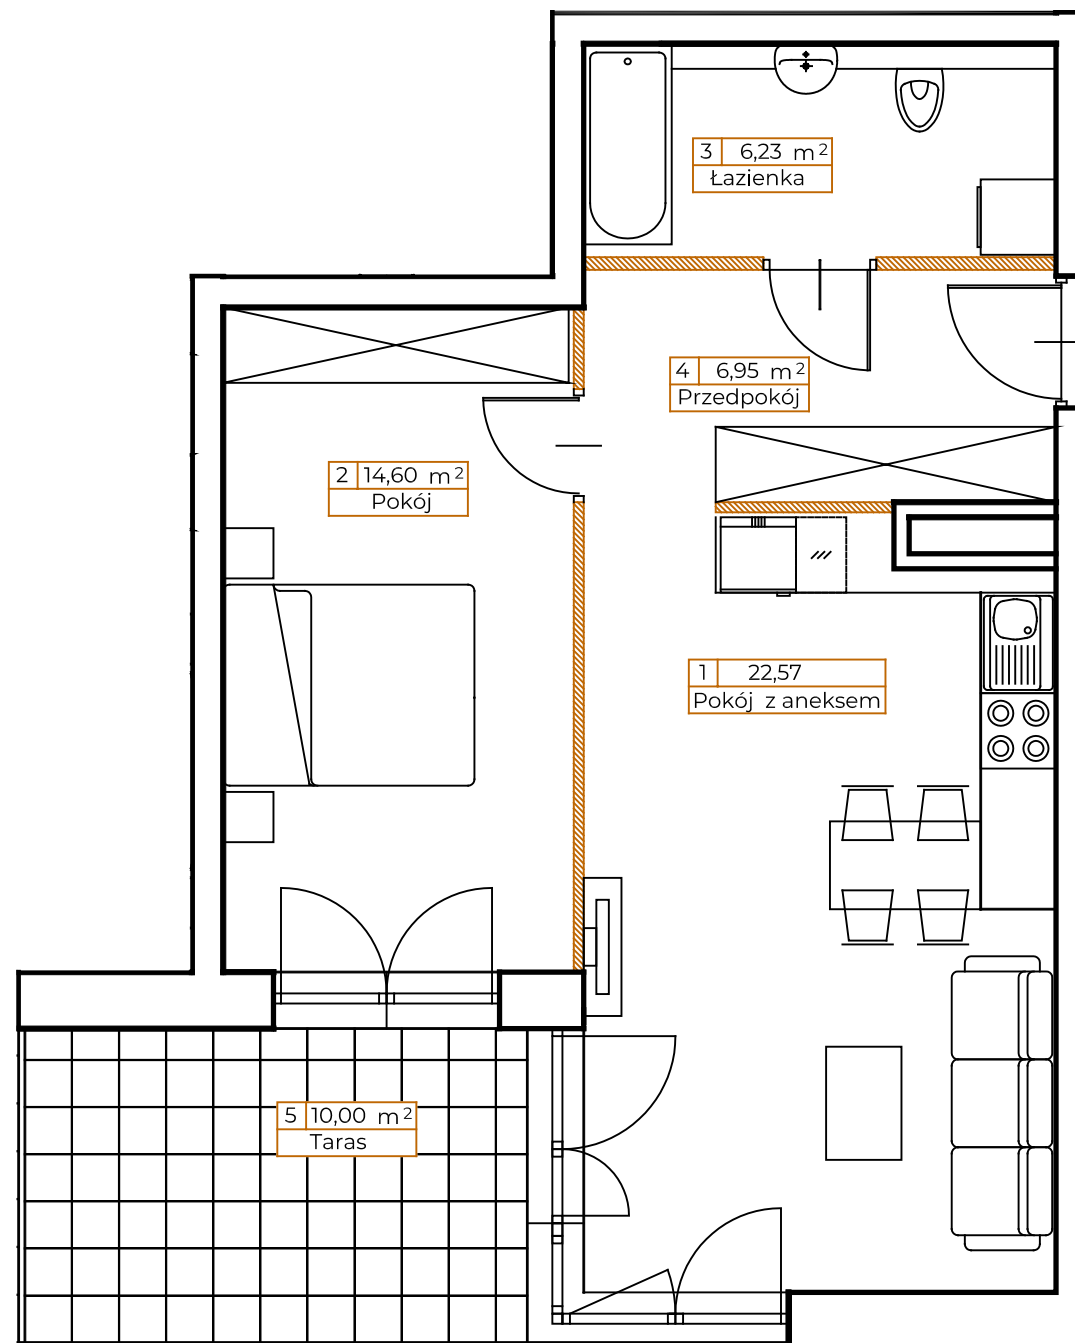 3 6,23 m²
Łazienka
4 6,95 m²
Przedpokój
2 14,60 m²
Pokój
1 22,57
Pokój z aneksem
5 10,00 m²
Taras